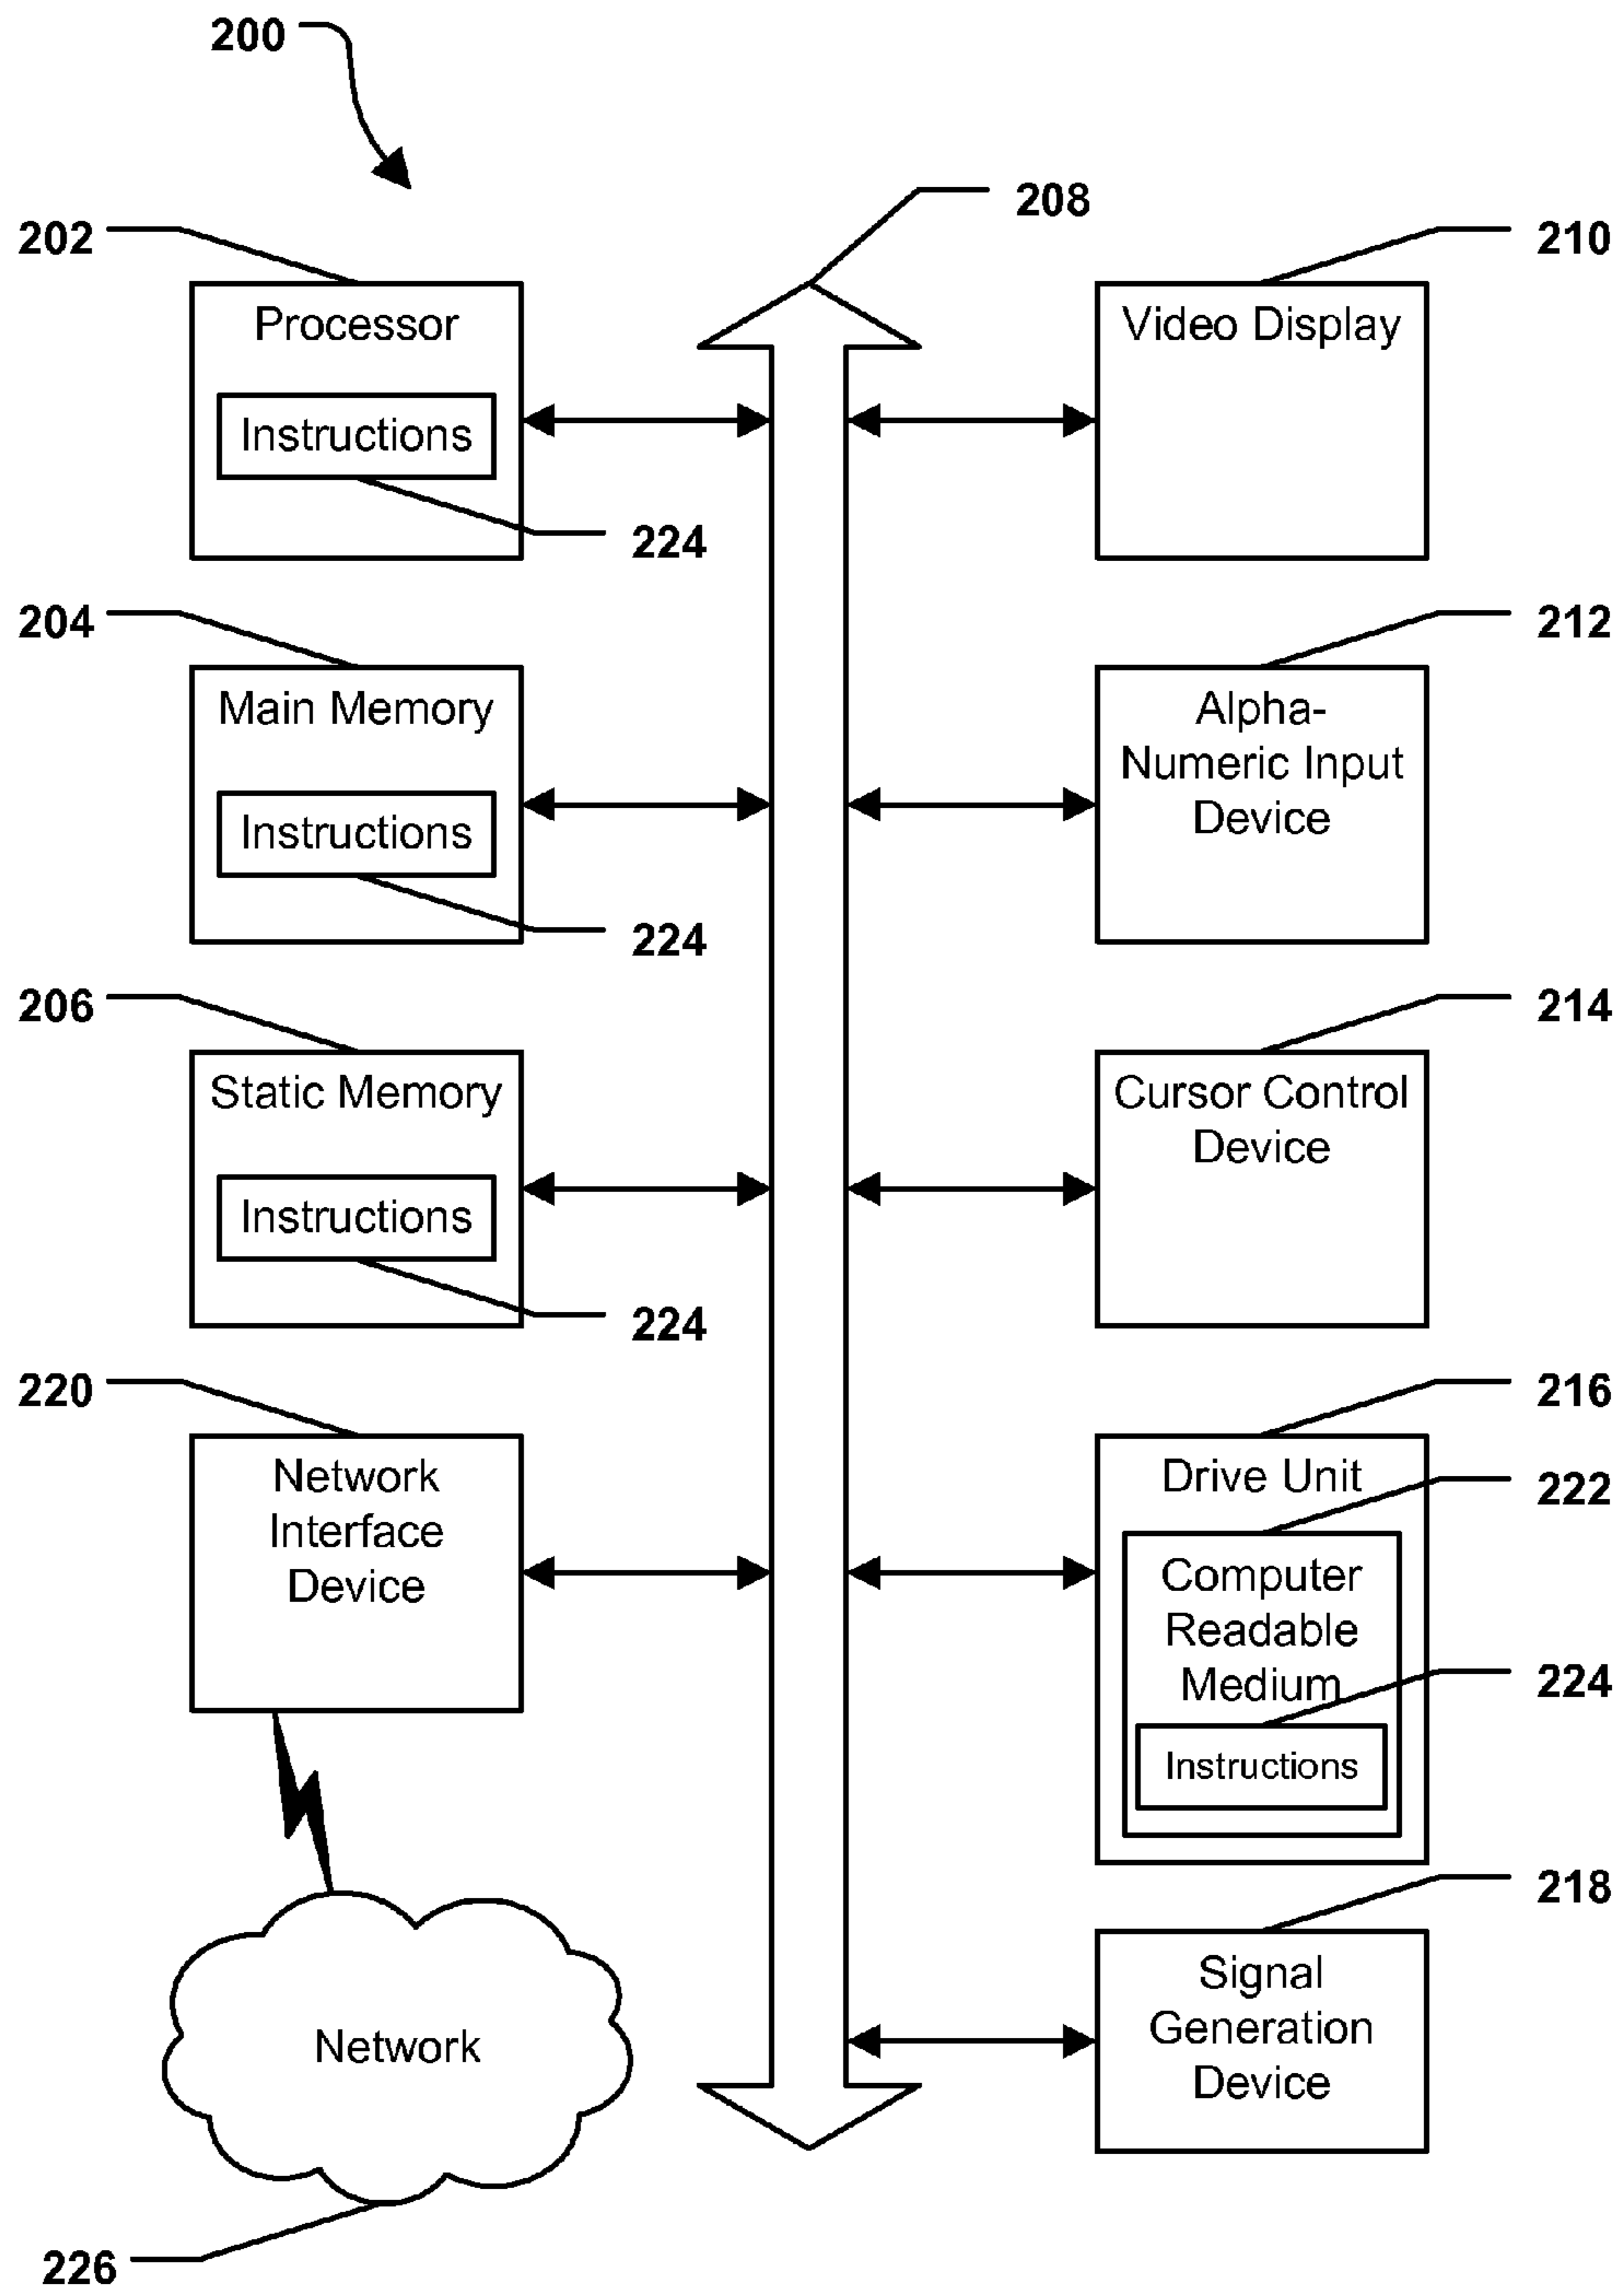 200
208
202
Processor
Instructions
224
204
Main Memory
Instructions
224
206
Static Memory
Instructions
224
220
Network
Interface
Device
Network
226
210
Video Display
212
Alpha-
Numeric Input
Device
214
Cursor Control
Device
216
Drive Unit
222
Computer
Readable
Medium
224
Instructions
218
Signal
Generation
Device